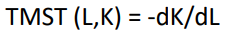 TMST (L,K) = -dK/dL